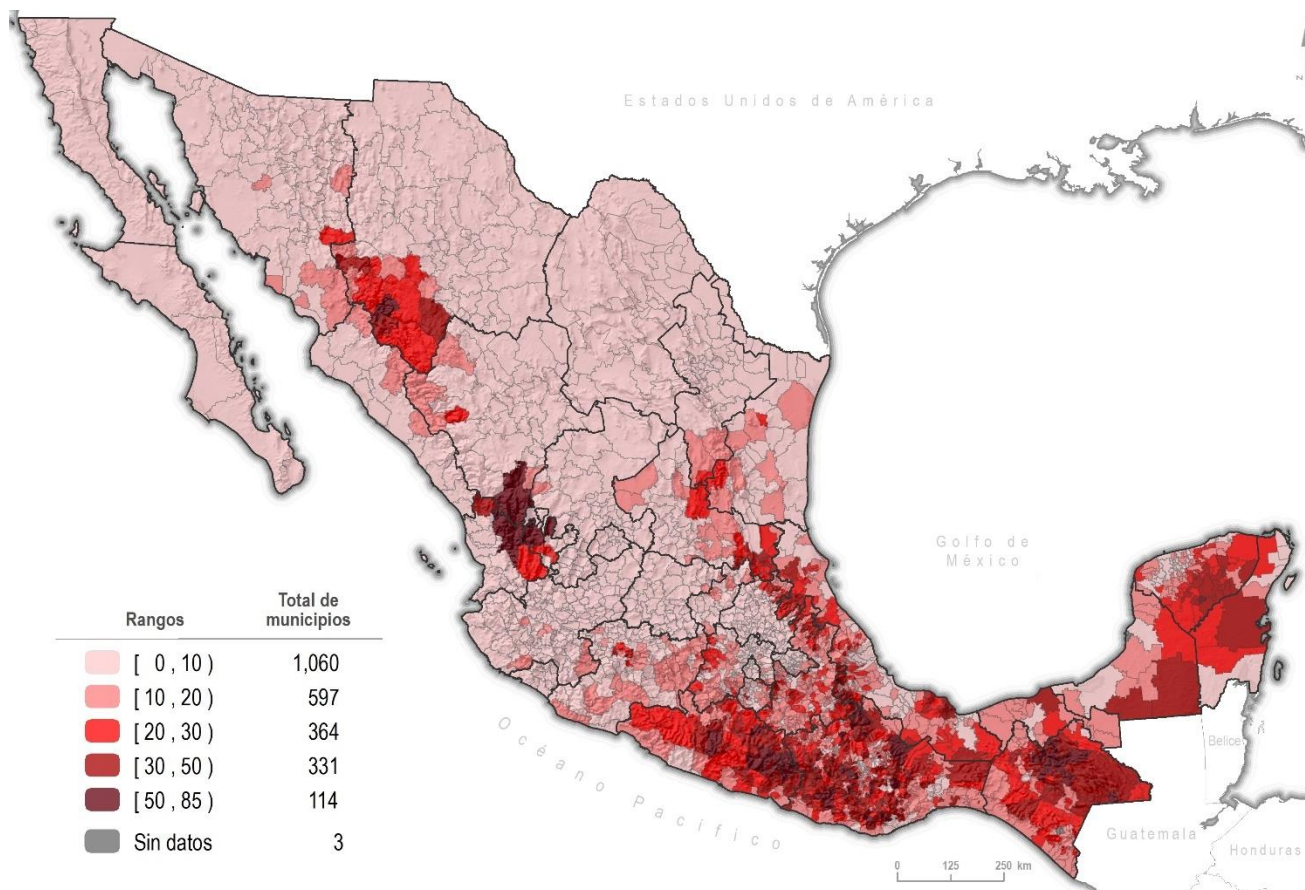 Estados Unidos de América
Golfo de
México
Rangos Total de
municipios
[ 0 , 10 ) 1,060
[ 10 , 20 ) 597
[ 20 , 30 ) 364
[ 30 , 50 ) 331
[ 50 , 85 ) 114
Sin datos 3
Océano Pacífico
Belice
Guatemala
Honduras
0 125 250 km